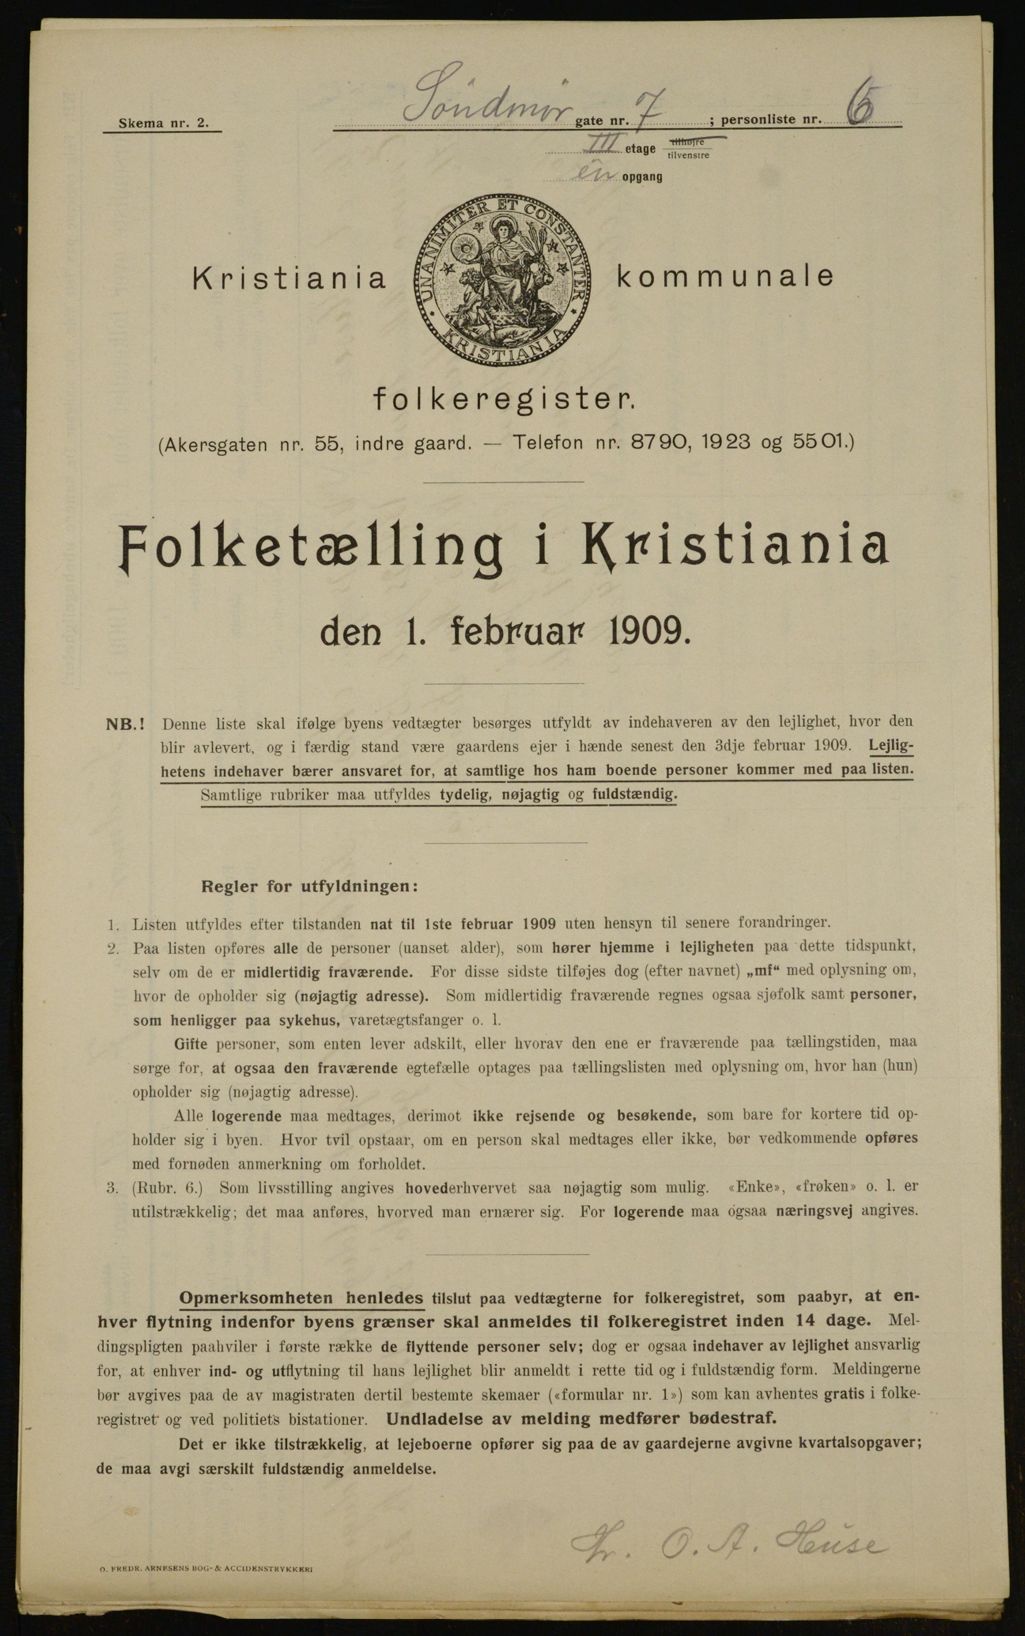 Skema nr. 2.
Söndmör gate nr. 7 ; personliste nr. 6
III etage tilhøjre
tilvenstre
én opgang
UNANIMITER ET CONSTANTER
KRISTIANIA
Kristiania kommunale
folkeregister.
(Akersgaten nr. 55, indre gaard. — Telefon nr. 8790, 1923 og 5501.)
Folketælling i Kristiania
den 1. februar 1909.
NB.! Denne liste skal ifølge byens vedtægter besørges utfyldt av indehaveren av den lejlighet, hvor den
blir avlevert, og i færdig stand være gaardens ejer i hænde senest den 3dje februar 1909. Lejlig-
hetens indehaver bærer ansvaret for, at samtlige hos ham boende personer kommer med paa listen.
Samtlige rubriker maa utfyldes tydelig, nøjagtig og fuldstændig.
Regler for utfyldningen:
1. Listen utfyldes efter tilstanden nat til 1ste februar 1909 uten hensyn til senere forandringer.
2. Paa listen opføres alle de personer (uanset alder), som hører hjemme i lejligheten paa dette tidspunkt,
selv om de er midlertidig fraværende. For disse sidste tilføjes dog (efter navnet) „mf“ med oplysning om,
hvor de opholder sig (nøjagtig adresse). Som midlertidig fraværende regnes ogsaa sjøfolk samt personer,
som henligger paa sykehus, varetægtsfanger o. l.
Gifte personer, som enten lever adskilt, eller hvorav den ene er fraværende paa tællingstiden, maa
sørge for, at ogsaa den fraværende egtefælle optages paa tællingslisten med oplysning om, hvor han (hun)
opholder sig (nøjagtig adresse).
Alle logerende maa medtages, derimot ikke rejsende og besøkende, som bare for kortere tid op-
holder sig i byen. Hvor tvil opstaar, om en person skal medtages eller ikke, bør vedkommende opføres
med fornøden anmerkning om forholdet.
3. (Rubr. 6.) Som livsstilling angives hovederhvervet saa nøjagtig som mulig. «Enke», «frøken» o. l. er
utilstrækkelig; det maa anføres, hvorved man ernærer sig. For logerende maa ogsaa næringsvej angives.
Opmerksomheten henledes tilslut paa vedtægterne for folkeregistret, som paabyr, at en-
hver flytning indenfor byens grænser skal anmeldes til folkeregistret inden 14 dage. Mel-
dingspligten paahviler i første række de flyttende personer selv; dog er ogsaa indehaver av lejlighet ansvarlig
for, at enhver ind- og utflytning til hans lejlighet blir anmeldt i rette tid og i fuldstændig form. Meldingerne
bør avgives paa de av magistraten dertil bestemte skemaer («formular nr. 1») som kan avhentes gratis i folke-
registret og ved politiets bistationer. Undladelse av melding medfører bødestraf.
Det er ikke tilstrækkelig, at lejeboerne opfører sig paa de av gaardejerne avgivne kvartalsopgaver;
de maa avgi særskilt fuldstændig anmeldelse.
Hr. O. A. Huse
O. FREDR. ARNESENS BOG- & ACCIDENSTRYKKERI